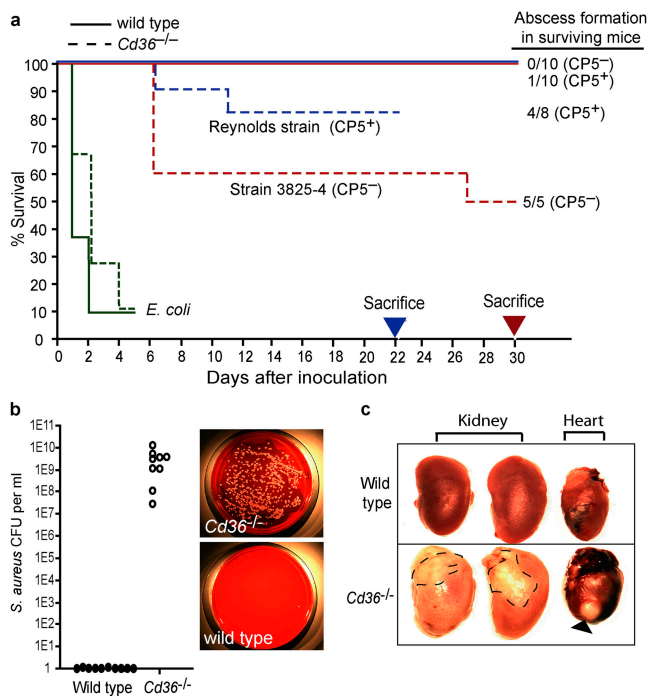 a
wild type
Cd36–/–
Abscess formation
in surviving mice
0/10 (CP5–)
1/10 (CP5+)
4/8 (CP5+)
5/5 (CP5–)
Reynolds strain (CP5+)
Strain 3825-4 (CP5–)
E. coli
Sacrifice
Sacrifice
% Survival
100
90
80
70
60
50
40
30
20
10
0
0 2 4 6 8 10 12 14 16 18 20 22 24 26 28 30
Days after inoculation
b
S. aureus CFU per ml
1E11
1E10
1E9
1E8
1E7
1E6
1E5
1E4
1E3
1E2
1E2
1
Wild type Cd36-/-
Cd36-/-
wild type
c
Kidney Heart
Wild
type
Cd36-/-